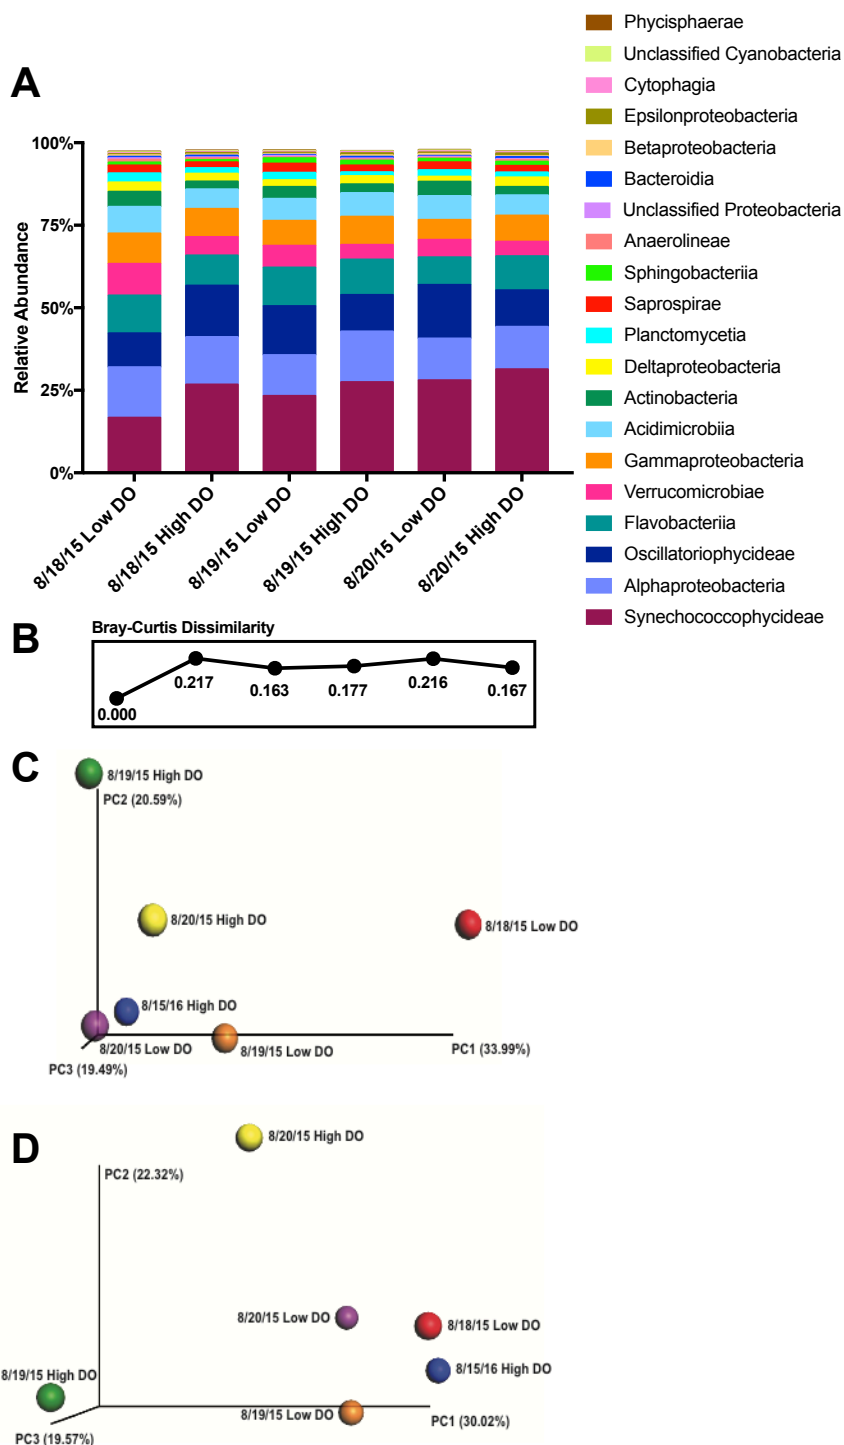 A
100%
75%
50%
25%
0%
Relative Abundance
8/18/15 Low DO
8/18/15 High DO
8/19/15 Low DO
8/19/15 High DO
8/20/15 Low DO
8/20/15 High DO
Phycisphaerae
Unclassified Cyanobacteria
Cytophagia
Epsilonproteobacteria
Betaproteobacteria
Bacteroidia
Unclassified Proteobacteria
Anaerolineae
Sphingobacteriia
Saprospirae
Planctomycetia
Deltaproteobacteria
Actinobacteria
Acidimicrobiia
Gammaproteobacteria
Verrucomicrobiae
Flavobacteriia
Oscillatoriophycideae
Alphaproteobacteria
Synechococcophycideae
B
Bray-Curtis Dissimilarity
0.000
0.217
0.163
0.177
0.216
0.167
C
8/19/15 High DO
PC2 (20.59%)
8/20/15 High DO
8/18/15 Low DO
8/15/16 High DO
8/20/15 Low DO
8/19/15 Low DO
PC1 (33.99%)
PC3 (19.49%)
D
8/20/15 High DO
PC2 (22.32%)
8/20/15 Low DO
8/18/15 Low DO
8/15/16 High DO
8/19/15 High DO
8/19/15 Low DO
PC1 (30.02%)
PC3 (19.57%)